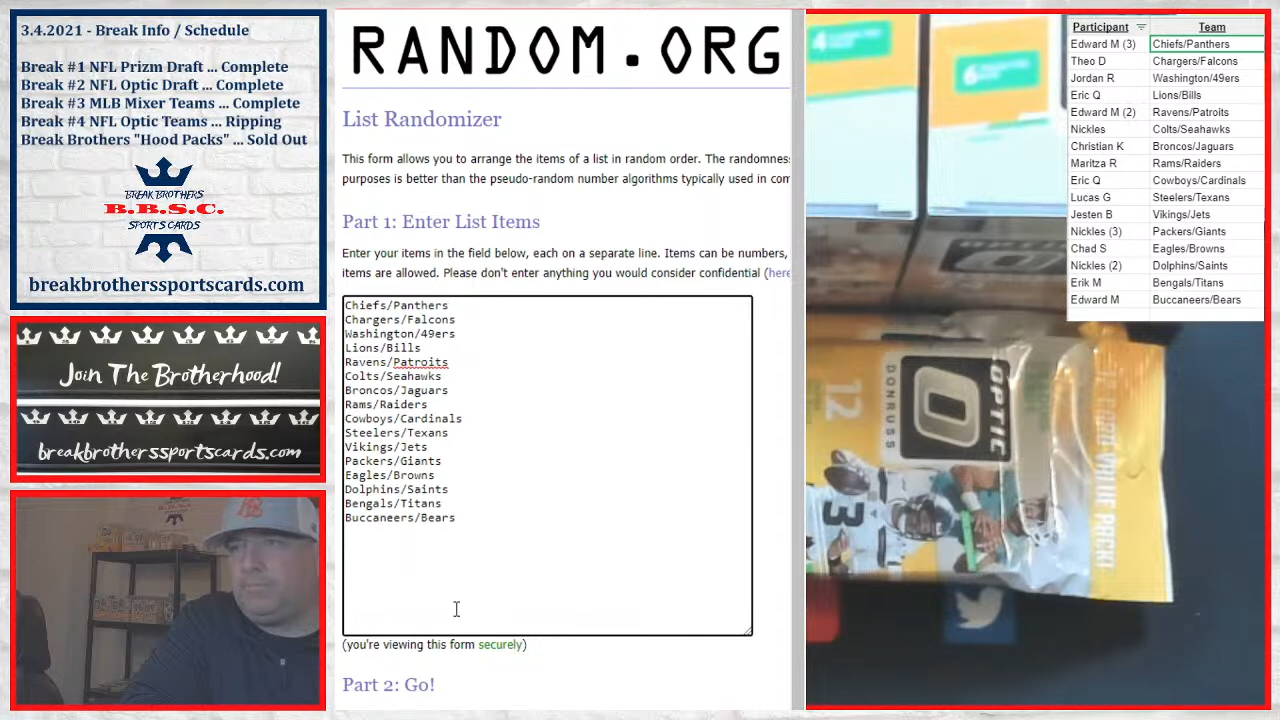 3.4.2021 - Break Info / Schedule
Break #1 NFL Prizm Draft ... Complete
Break #2 NFL Optic Draft ... Complete
Break #3 MLB Mixer Teams ... Complete
Break #4 NFL Optic Teams ... Ripping
Break Brothers "Hood Packs" ... Sold Out
BREAK BROTHERS
B.B.S.C.
SPORTS CARDS
breakbrotherssportscards.com
Join The Brotherhood!
breakbrotherssportscards.com
RANDOM.ORG
List Randomizer
This form allows you to arrange the items of a list in random order. The randomness
purposes is better than the pseudo-random number algorithms typically used in com
Part 1: Enter List Items
Enter your items in the field below, each on a separate line. Items can be numbers,
items are allowed. Please don't enter anything you would consider confidential (here
Chiefs/Panthers
Chargers/Falcons
Washington/49ers
Lions/Bills
Ravens/Patroits
Colts/Seahawks
Broncos/Jaguars
Rams/Raiders
Cowboys/Cardinals
Steelers/Texans
Vikings/Jets
Packers/Giants
Eagles/Browns
Dolphins/Saints
Bengals/Titans
Buccaneers/Bears
(you're viewing this form securely)
Part 2: Go!
Participant Team
Edward M (3) Chiefs/Panthers
Theo D Chargers/Falcons
Jordan R Washington/49ers
Eric Q Lions/Bills
Edward M (2) Ravens/Patroits
Nickles Colts/Seahawks
Christian K Broncos/Jaguars
Maritza R Rams/Raiders
Eric Q Cowboys/Cardinals
Lucas G Steelers/Texans
Jesten B Vikings/Jets
Nickles (3) Packers/Giants
Chad S Eagles/Browns
Nickles (2) Dolphins/Saints
Erik M Bengals/Titans
Edward M Buccaneers/Bears
4
6
DONRUSS
OPTIC
PACK